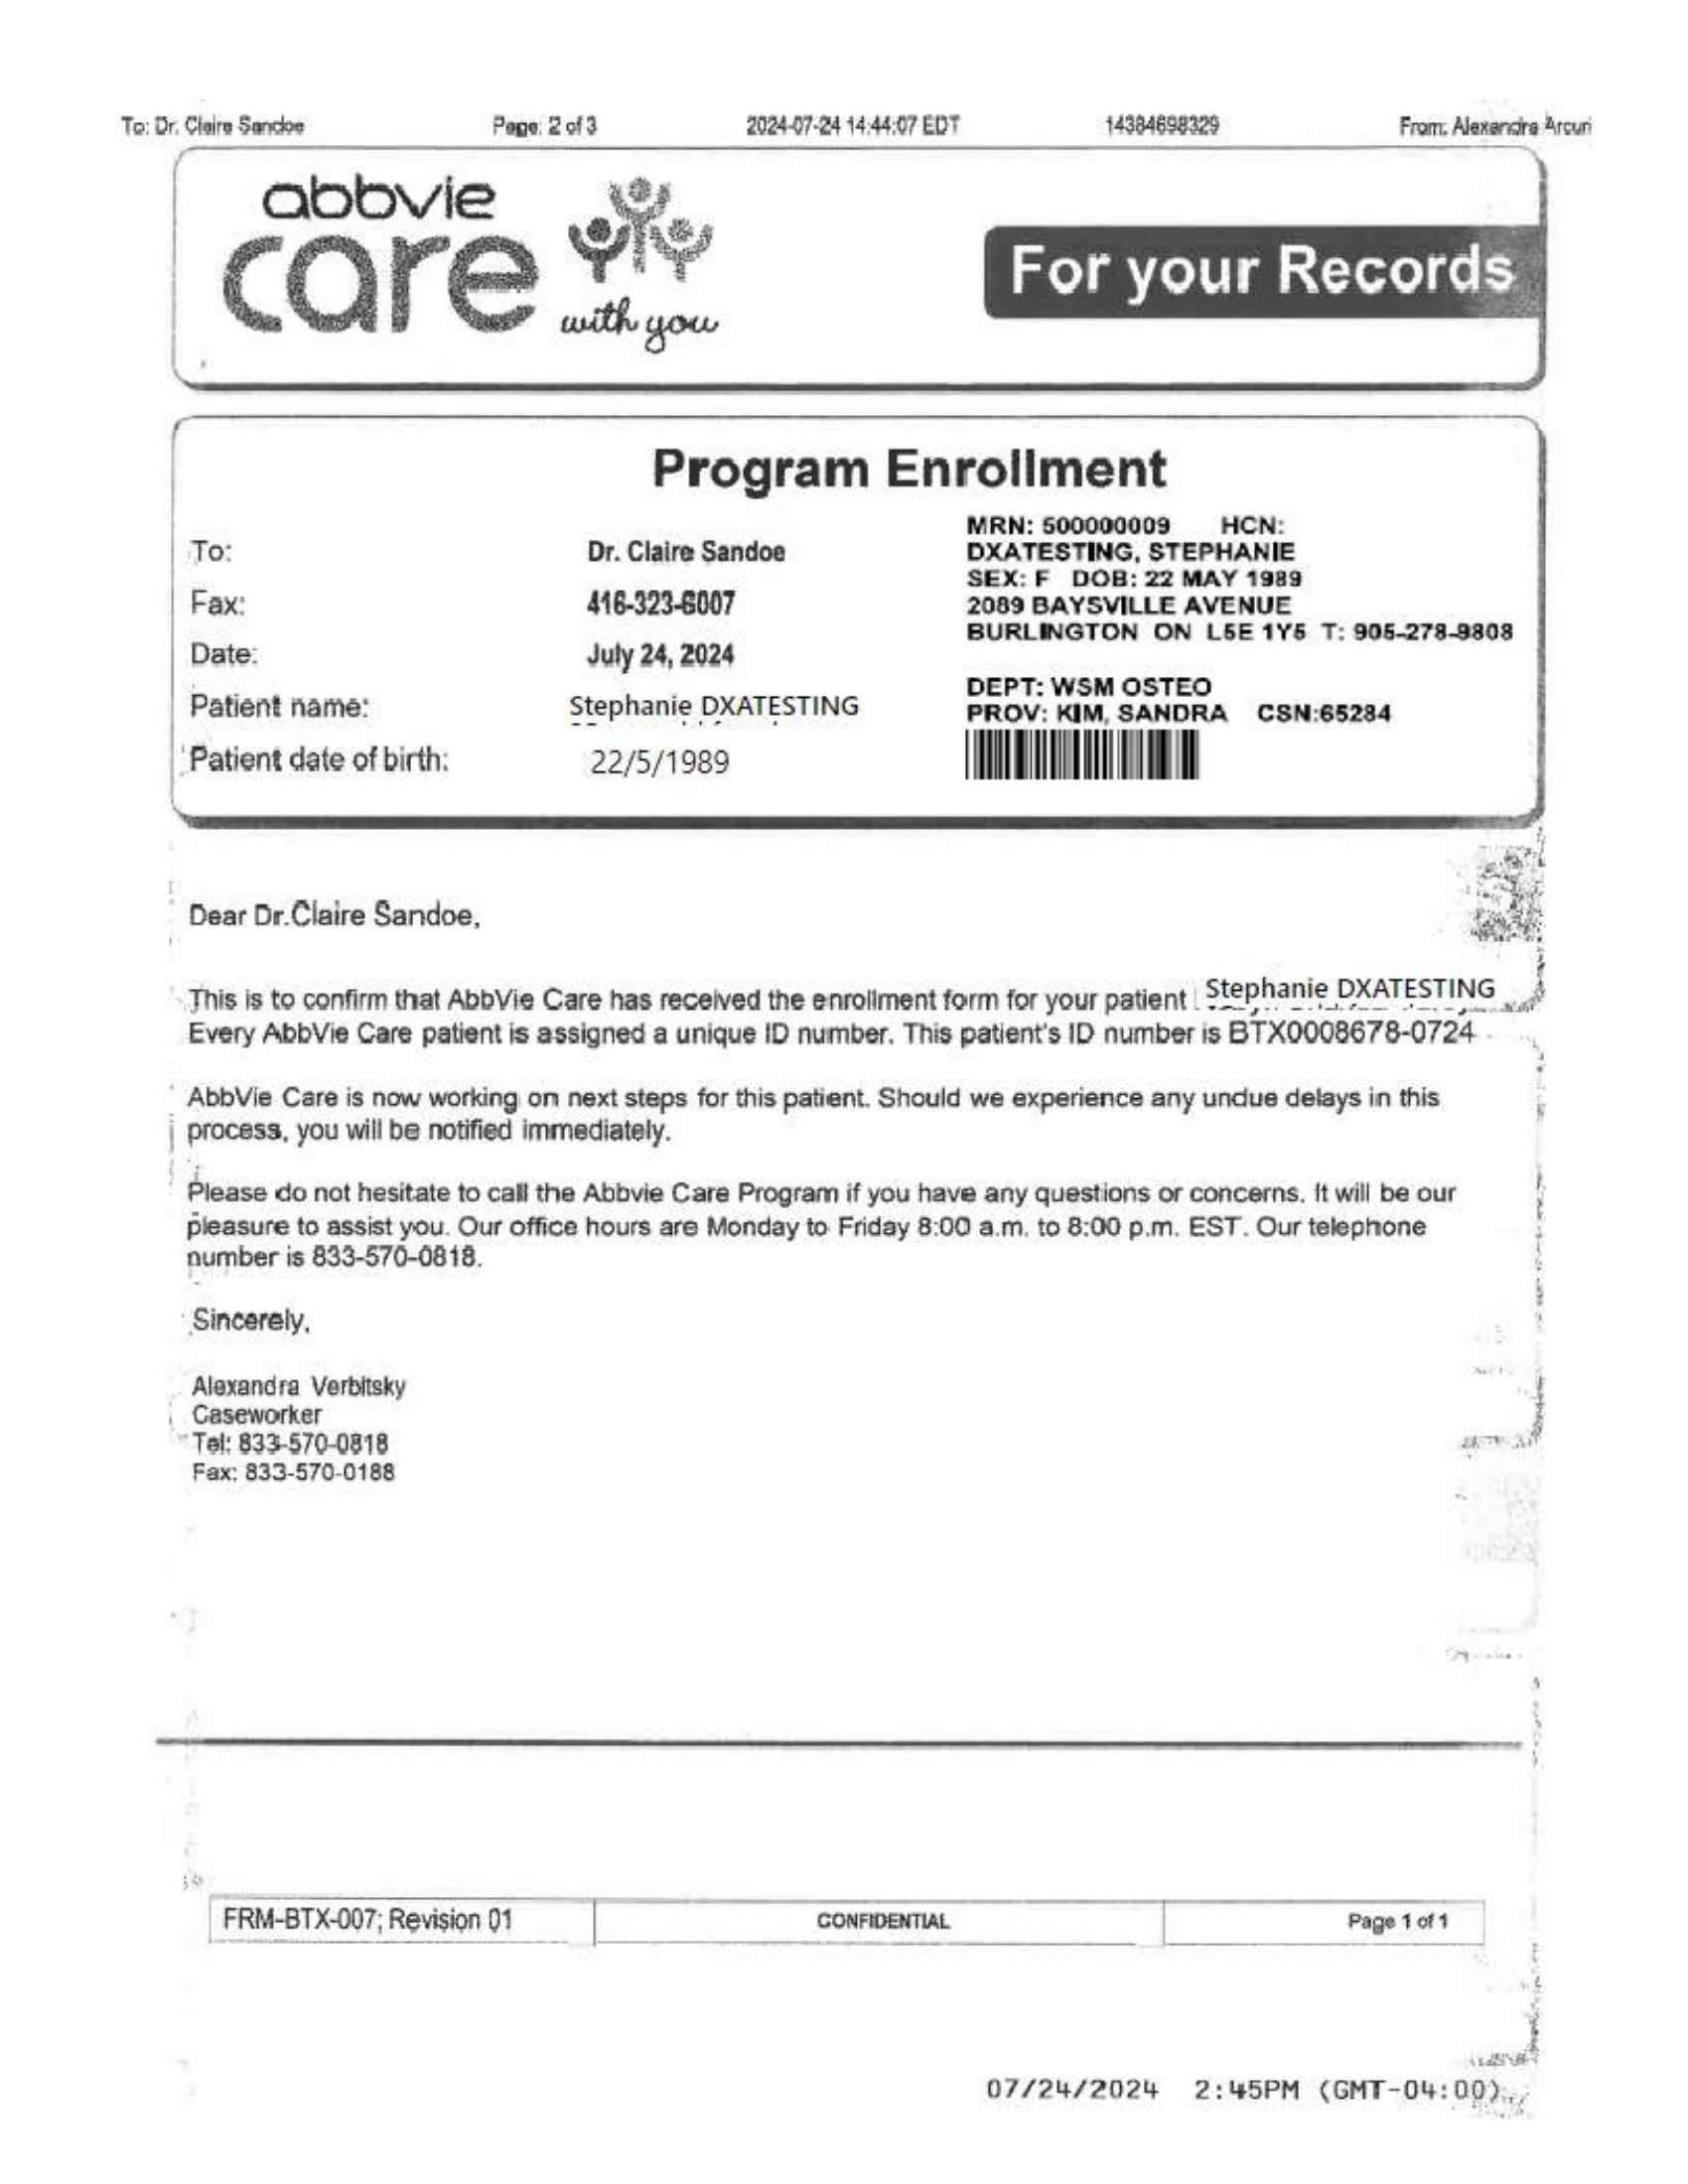 To: Dr. Claire Sandoe Page: 2 of 3 2024-07-24 14:44:07 EDT 14384698329 From: Alexandra Arcuri
abbvie
care
with you
For your Records
Program Enrollment
To: Dr. Claire Sandoe
Fax: 416-323-6007
Date: July 24, 2024
Patient name: Stephanie DXATESTING
Patient date of birth: 22/5/1989
MRN: 500000009 HCN:
DXATESTING, STEPHANIE
SEX: F DOB: 22 MAY 1989
2089 BAYSVILLE AVENUE
BURLINGTON ON L5E 1Y5 T: 905-278-9808
DEPT: WSM OSTEO
PROV: KIM, SANDRA CSN:65284
Dear Dr.Claire Sandoe,
This is to confirm that AbbVie Care has received the enrollment form for your patient Stephanie DXATESTING
Every AbbVie Care patient is assigned a unique ID number. This patient's ID number is BTX0008678-0724
AbbVie Care is now working on next steps for this patient. Should we experience any undue delays in this
process, you will be notified immediately.
Please do not hesitate to call the Abbvie Care Program if you have any questions or concerns. It will be our
pleasure to assist you. Our office hours are Monday to Friday 8:00 a.m. to 8:00 p.m. EST. Our telephone
number is 833-570-0818.
Sincerely,
Alexandra Verbitsky
Caseworker
Tel: 833-570-0818
Fax: 833-570-0188
FRM-BTX-007; Revision 01 CONFIDENTIAL Page 1 of 1
07/24/2024 2:45PM (GMT-04:00)